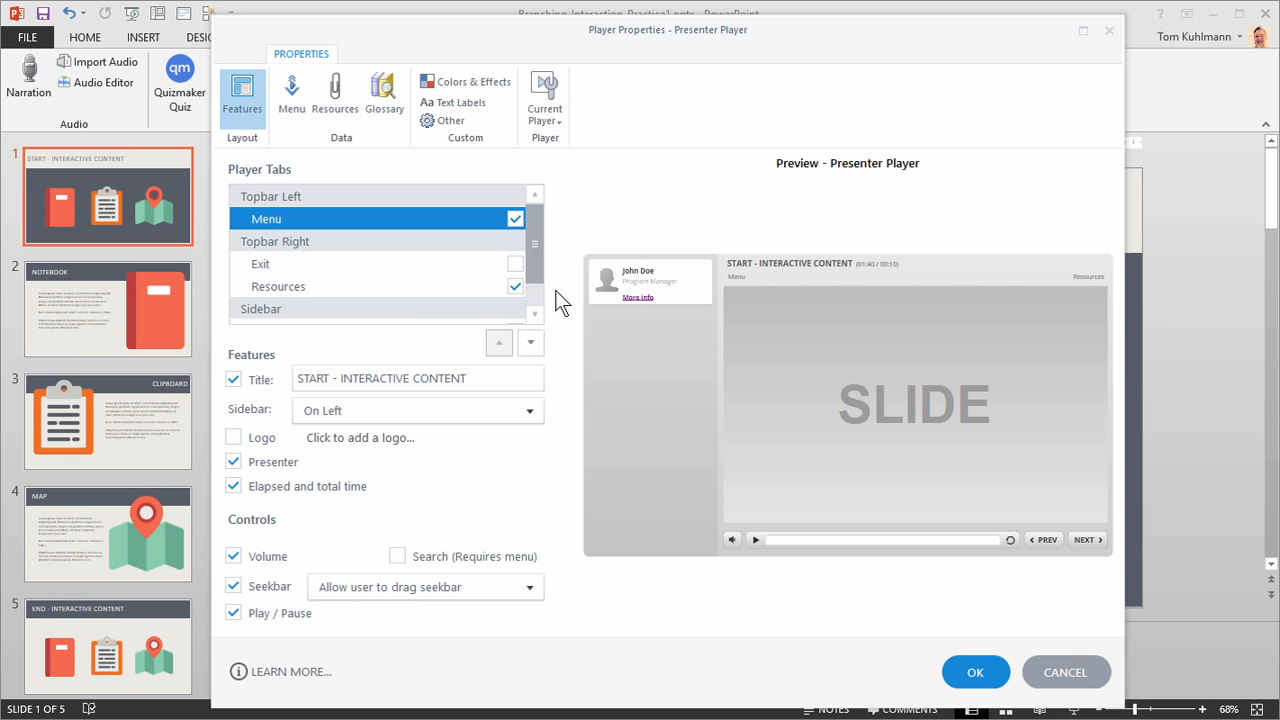 Branching-Interaction-Practice1.pptx - PowerPoint
Player Properties - Presenter Player
FILE
HOME
INSERT
Tom Kuhlmann
PROPERTIES
Narration
Import Audio
Audio Editor
qm
Quizmaker
Quiz
Audio
Features
Layout
Menu
Resources
Glossary
Data
Colors & Effects
Aa Text Labels
Other
Custom
Current
Player
Player
1
START - INTERACTIVE CONTENT
2
NOTEBOOK
3
CLIPBOARD
4
MAP
5
END - INTERACTIVE CONTENT
Player Tabs
Topbar Left
Menu
Topbar Right
Exit
Resources
Sidebar
Features
Title:
START - INTERACTIVE CONTENT
Sidebar:
On Left
Logo
Click to add a logo...
Presenter
Elapsed and total time
Controls
Volume
Search (Requires menu)
Seekbar
Allow user to drag seekbar
Play / Pause
Preview - Presenter Player
John Doe
Program Manager
More info
START - INTERACTIVE CONTENT (01:40 / 00:10)
Menu
Resources
SLIDE
PREV
NEXT
LEARN MORE...
OK
CANCEL
SLIDE 1 OF 5
NOTES
COMMENTS
68%